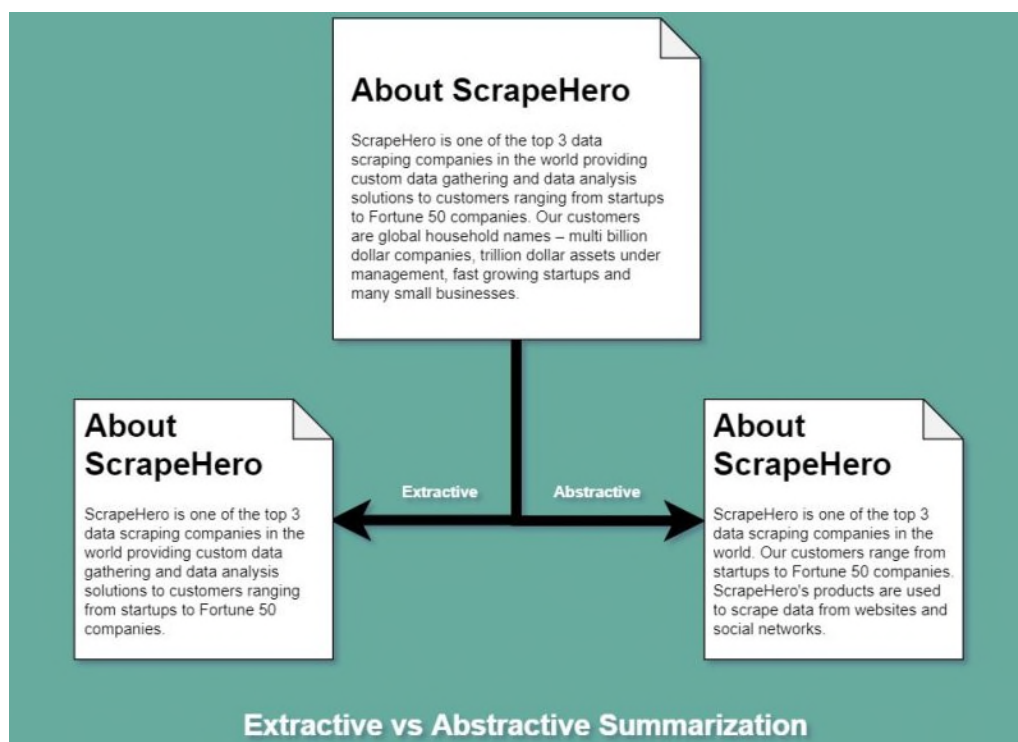 About ScrapeHero
ScrapeHero is one of the top 3 data
scraping companies in the world providing
custom data gathering and data analysis
solutions to customers ranging from startups
to Fortune 50 companies. Our customers
are global household names – multi billion
dollar companies, trillion dollar assets under
management, fast growing startups and
many small businesses.
Extractive
Abstractive
About
ScrapeHero
ScrapeHero is one of the top 3
data scraping companies in the
world providing custom data
gathering and data analysis
solutions to customers ranging
from startups to Fortune 50
companies.
About
ScrapeHero
ScrapeHero is one of the top 3
data scraping companies in the
world. Our customers range from
startups to Fortune 50 companies.
ScrapeHero's products are used
to scrape data from websites and
social networks.
Extractive vs Abstractive Summarization